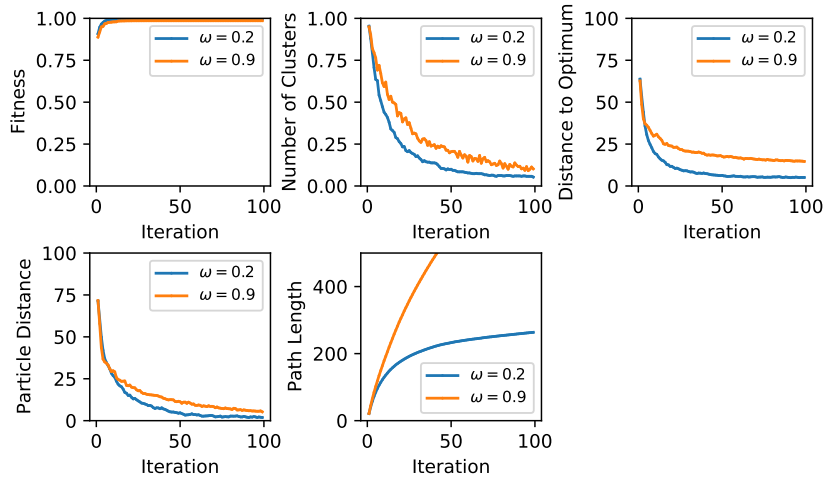 Fitness
1.00
0.75
0.50
0.25
0.00
0
50
100
Iteration
ω = 0.2
ω = 0.9
Number of Clusters
1.00
0.75
0.50
0.25
0.00
0
50
100
Iteration
ω = 0.2
ω = 0.9
Distance to Optimum
100
75
50
25
0
0
50
100
Iteration
ω = 0.2
ω = 0.9
Particle Distance
100
75
50
25
0
0
50
100
Iteration
ω = 0.2
ω = 0.9
Path Length
400
200
0
0
50
100
Iteration
ω = 0.2
ω = 0.9